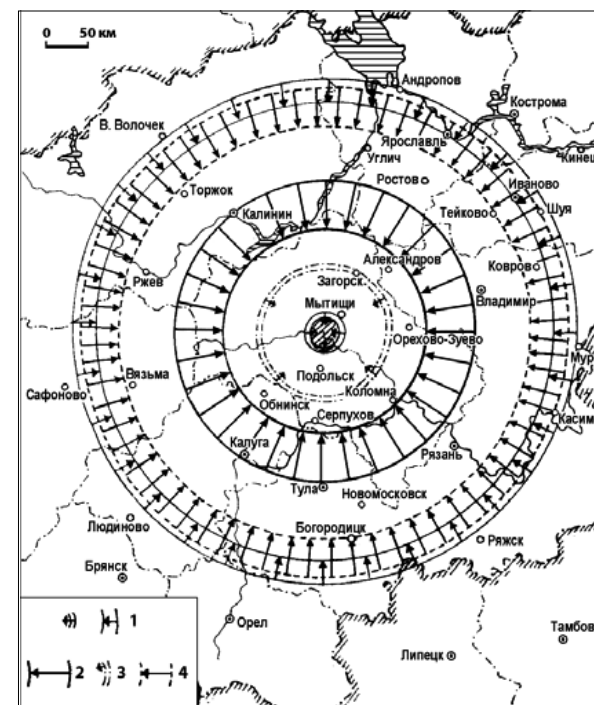 0 50 км
Андропов
Кострома
В. Волочек
Ярославль
Кинеш
Углич
Ростов
Иваново
Торжок
Шуя
Калинин
Тейково
Александров
Ковров
Загорск
Ржев
Владимир
Мытищи
Орехово-Зуево
Мур
Подольск
Вязьма
Сафоново
Коломна
Обнинск
Касим
Серпухов
Калуга
Рязань
Тула
Новомосковск
Людиново
Богородицк
Ряжск
Брянск
Орел
Тамбов
Липецк
1
2 3 4